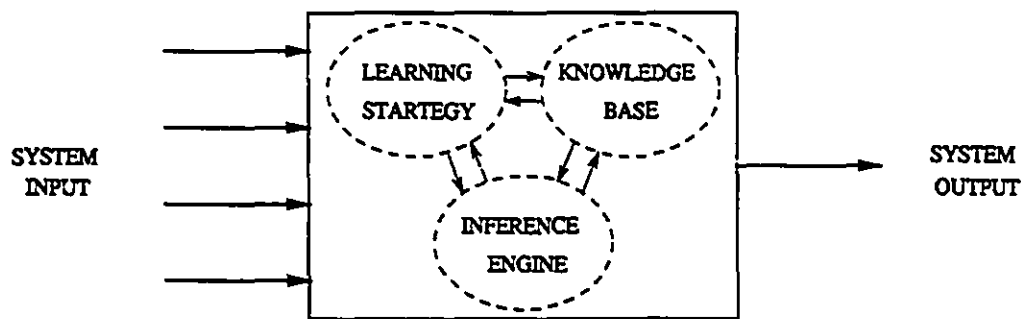 LEARNING
STARTEGY
KNOWLEDGE
BASE
SYSTEM
INPUT
SYSTEM
OUTPUT
INFERENCE
ENGINE